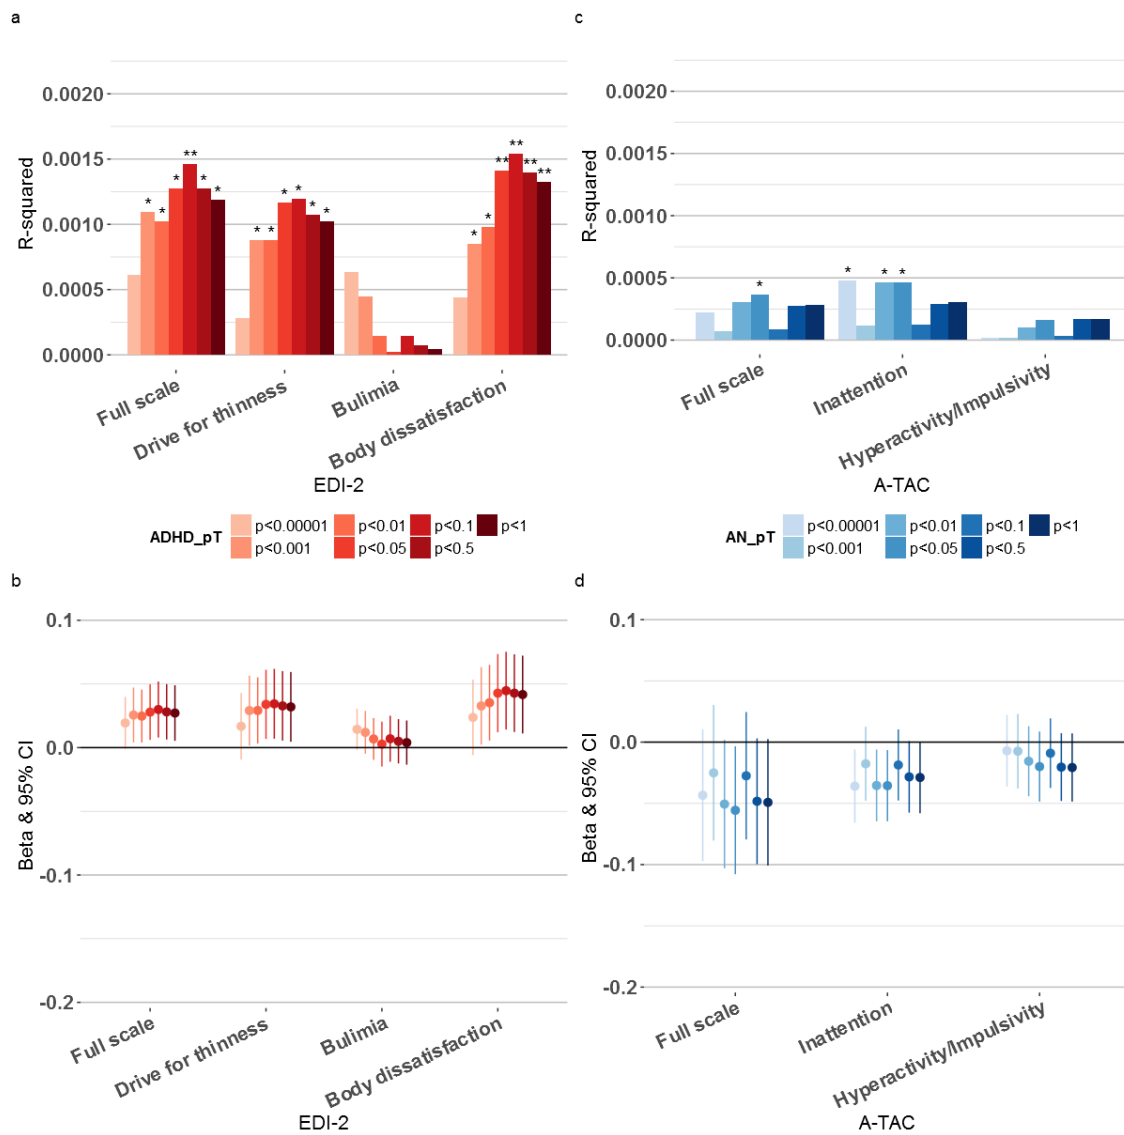 a
R-squared
0.0020
0.0015
0.0010
0.0005
0.0000
* * * ** * *
* * * * * *
* * ** ** ** **
Full scale
Drive for thinness
Bulimia
Body dissatisfaction
EDI-2
ADHD_pT
p<0.00001 p<0.01 p<0.1 p<1
p<0.001 p<0.05 p<0.5
c
R-squared
0.0020
0.0015
0.0010
0.0005
0.0000
*
* * *
Full scale
Inattention
Hyperactivity/Impulsivity
A-TAC
AN_pT
p<0.00001 p<0.01 p<0.1 p<1
p<0.001 p<0.05 p<0.5
b
Beta & 95% CI
0.1
0.0
-0.1
-0.2
Full scale
Drive for thinness
Bulimia
Body dissatisfaction
EDI-2
d
Beta & 95% CI
0.1
0.0
-0.1
-0.2
Full scale
Inattention
Hyperactivity/Impulsivity
A-TAC